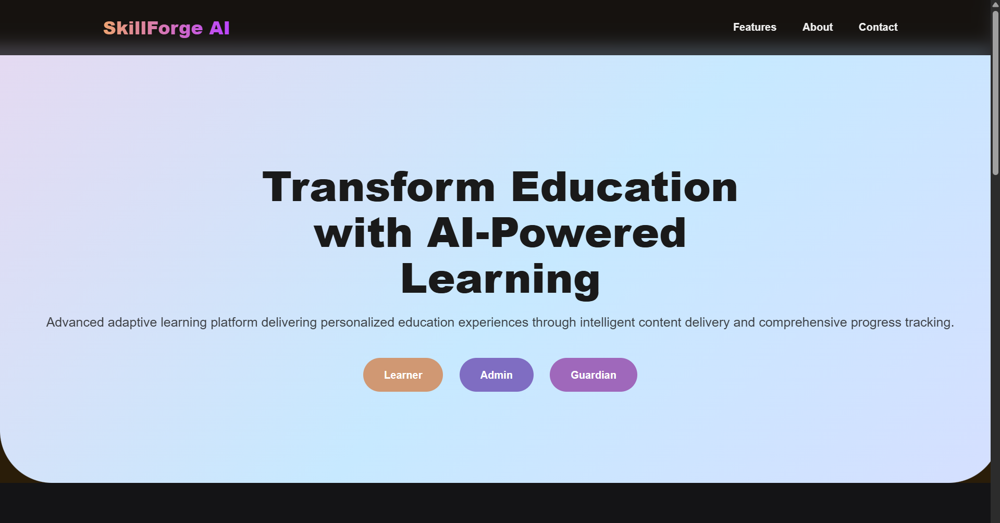 SkillForge AI
Features
About
Contact
Transform Education
with AI-Powered
Learning
Advanced adaptive learning platform delivering personalized education experiences through intelligent content delivery and comprehensive progress tracking.
Learner
Admin
Guardian